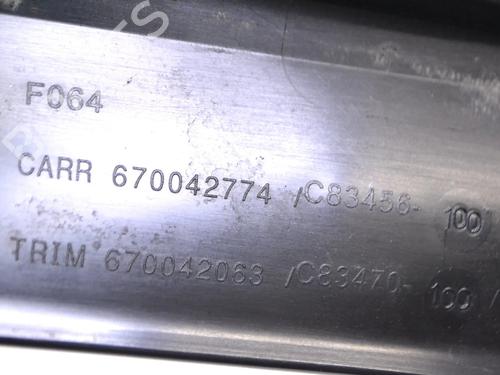 F064
CARR 670042774 /C83456- 100
TRIM 670042063 /C83470- 100 /